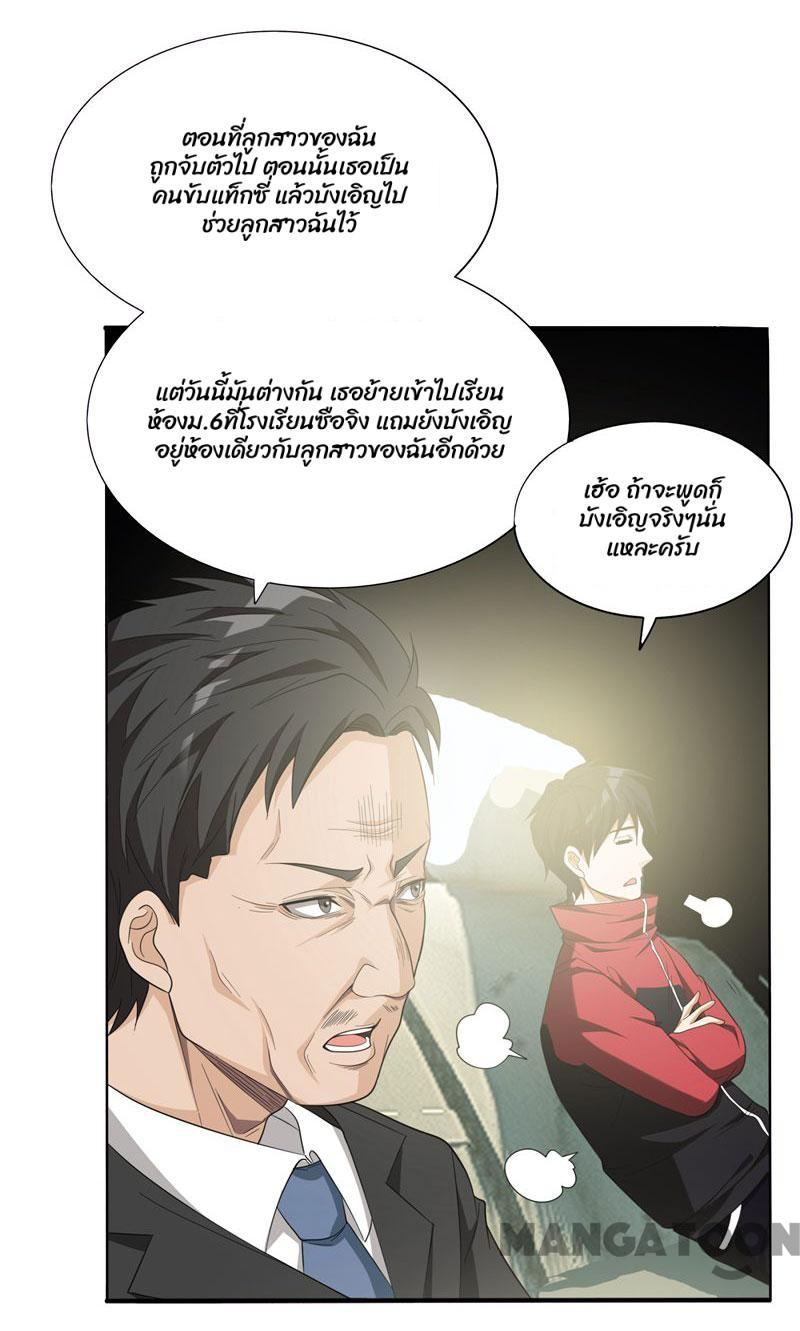 ตอนที่ลูกสาวของฉัน
ถูกจับตัวไป ตอนนั้นเธอเป็น
คนขับแท็กซี่ แล้วบังเอิญไป
ช่วยลูกสาวฉันไว้
แต่วันนี้มันต่างกัน เธอย้ายเข้าไปเรียน
ห้องม.6ที่โรงเรียนซือจิง แถมยังบังเอิญ
อยู่ห้องเดียวกับลูกสาวของฉันอีกด้วย
เฮ้อ ถ้าจะพูดก็
บังเอิญจริงๆนั่น
แหละครับ
MANGATOON